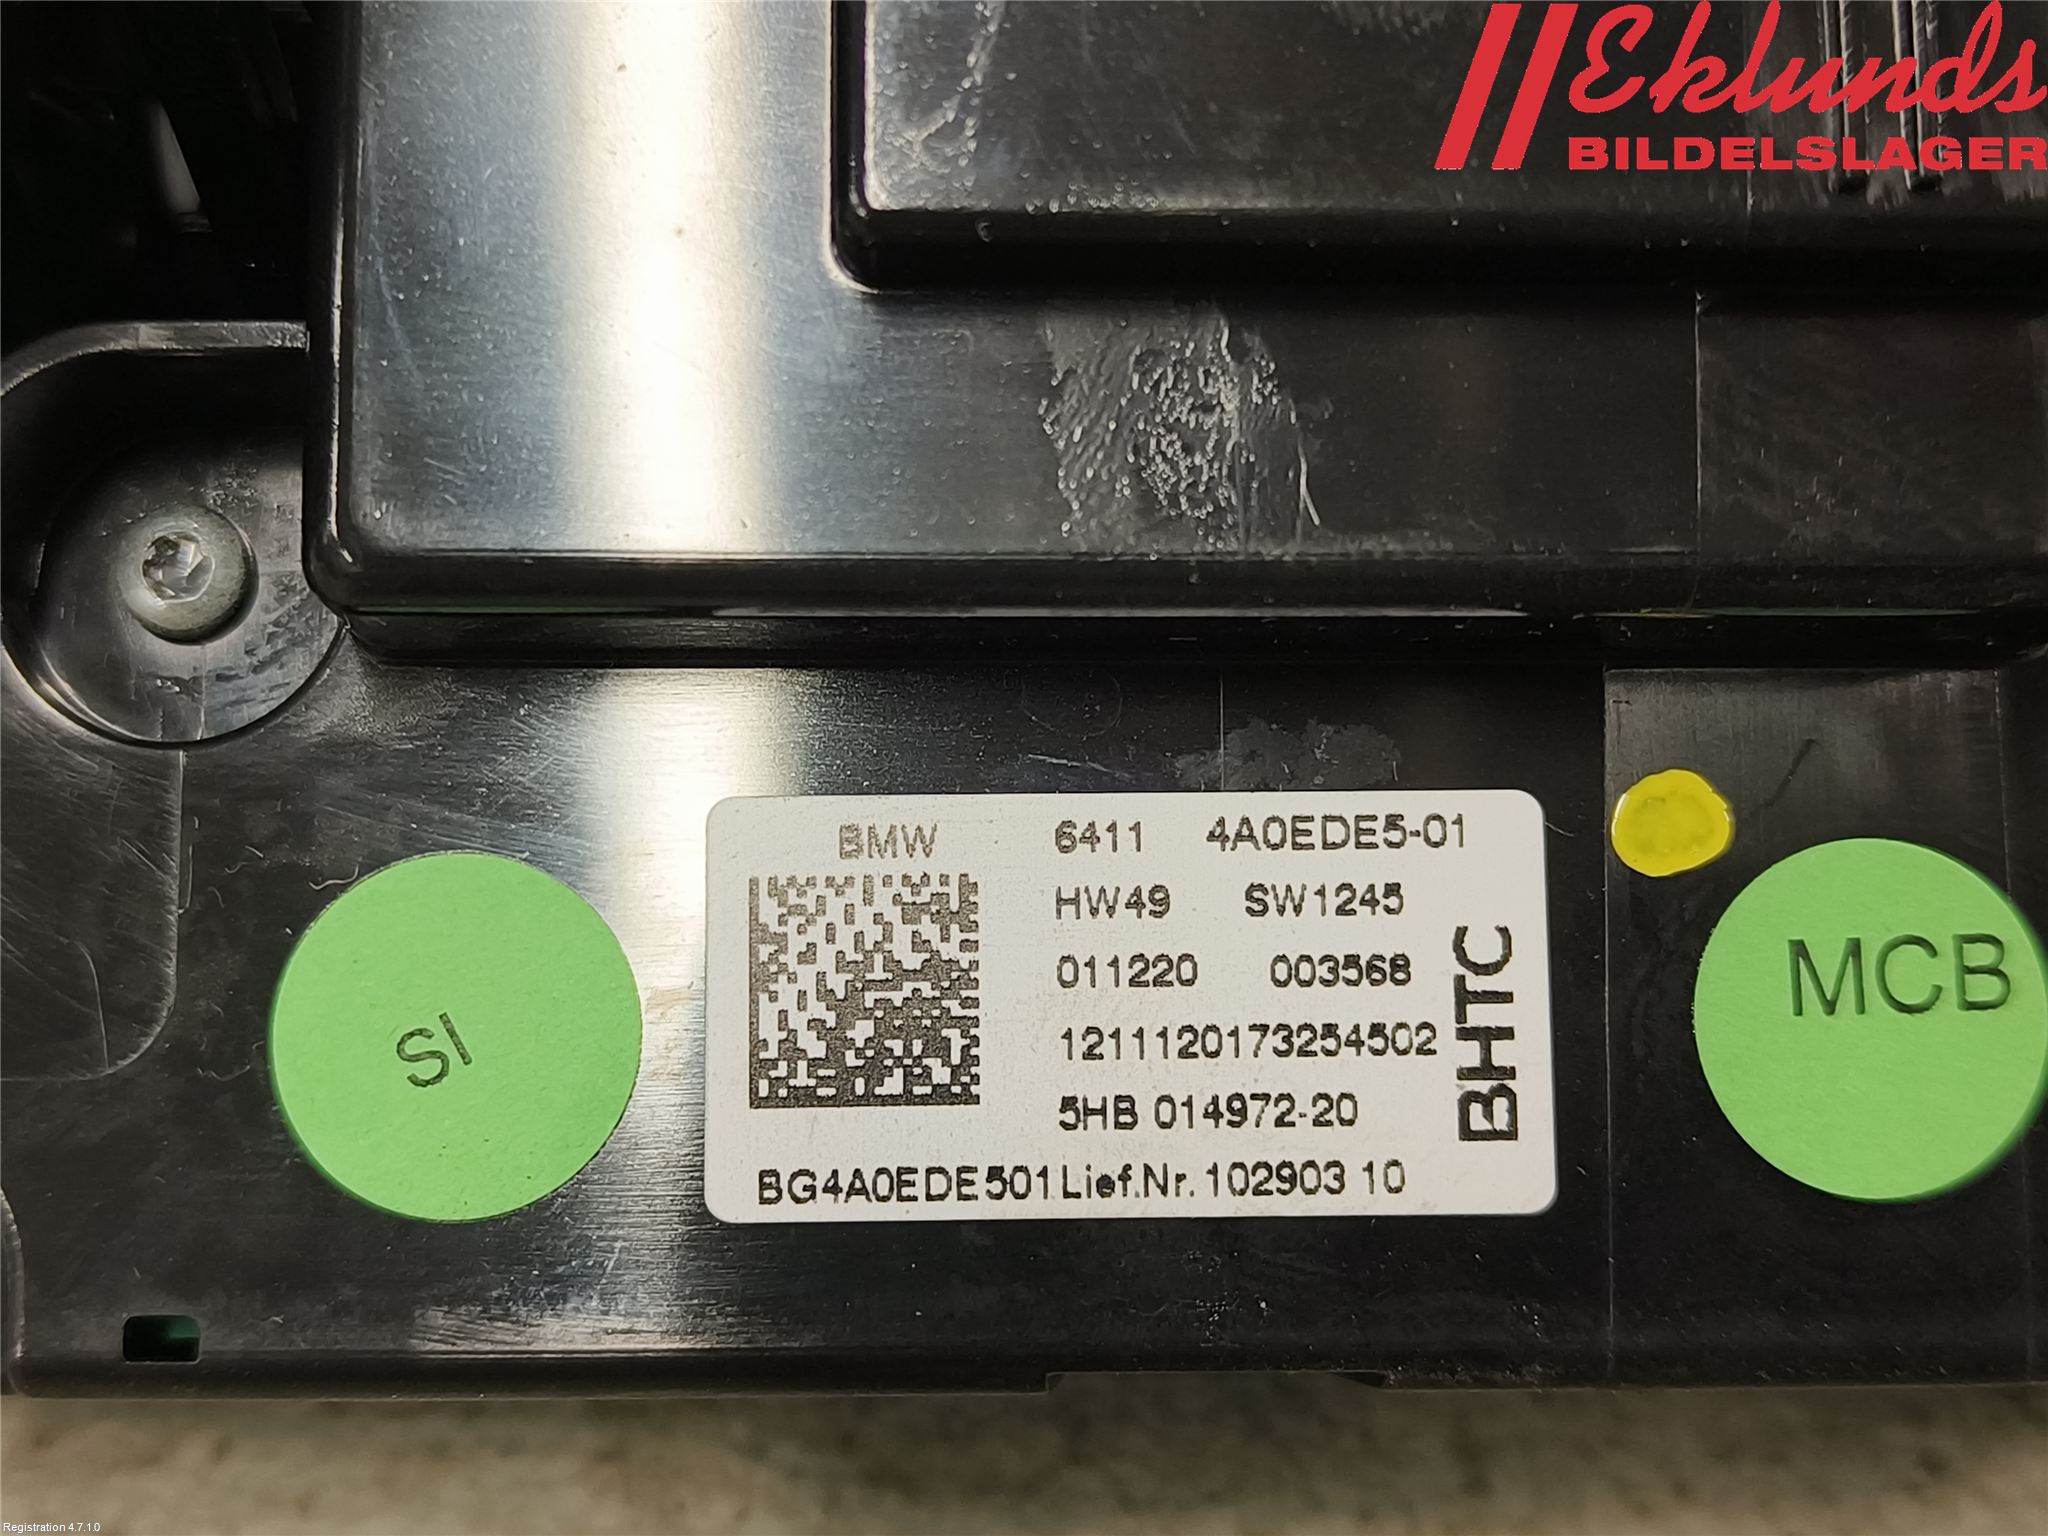 Eklunds
BILDELSLAGER
BMW 6411 4A0EDE5-01
HW49 SW1245
011220 003568
1211120173254502
5HB 014972-20
BG4A0EDE501 Lief.Nr. 102903 10
BHTC
SI
MCB
Registration 4.7.1.0